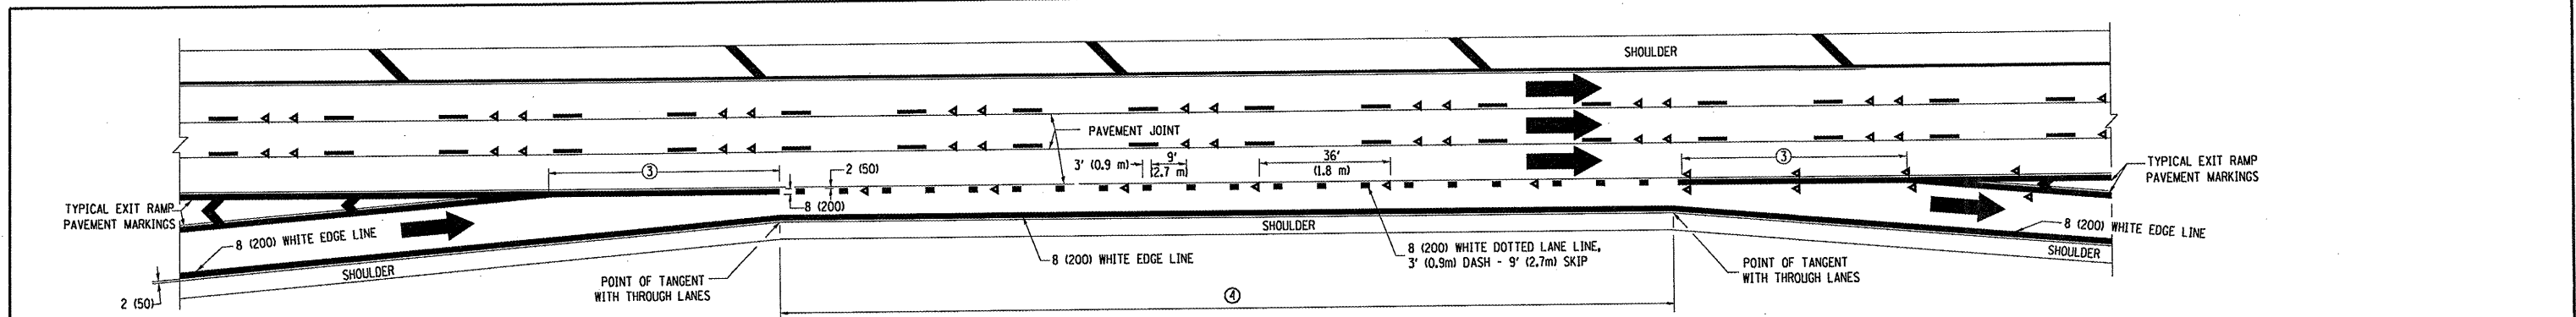 SHOULDER
PAVEMENT JOINT
3' (0.9 m)
9'
(2.7 m)
36'
(1.8 m)
3
3
2 (50)
8 (200)
TYPICAL EXIT RAMP
PAVEMENT MARKINGS
TYPICAL EXIT RAMP
PAVEMENT MARKINGS
8 (200) WHITE EDGE LINE
SHOULDER
2 (50)
POINT OF TANGENT
WITH THROUGH LANES
8 (200) WHITE EDGE LINE
SHOULDER
8 (200) WHITE DOTTED LANE LINE,
3' (0.9m) DASH - 9' (2.7m) SKIP
POINT OF TANGENT
WITH THROUGH LANES
8 (200) WHITE EDGE LINE
SHOULDER
4